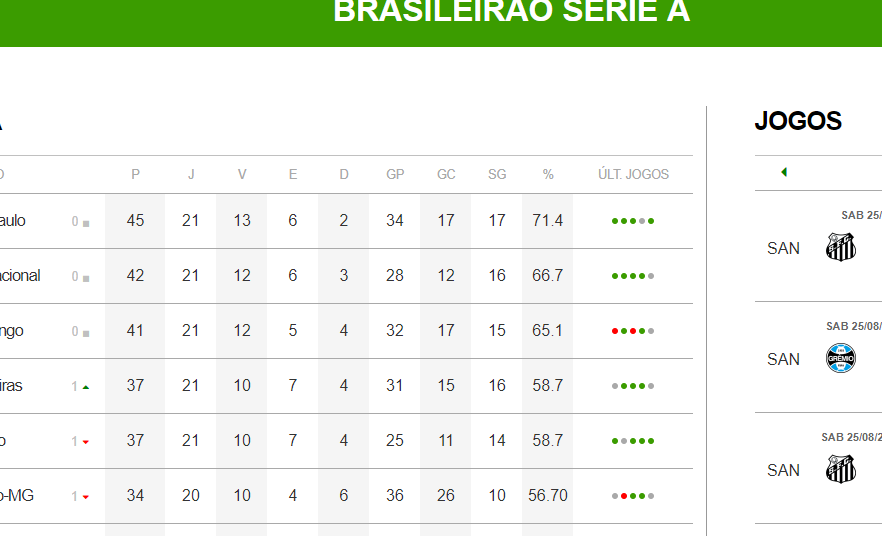 BRASILEIRÃO SÉRIE A
JOGOS
P J V E D GP GC SG % ÚLT. JOGOS
aulo 0 45 21 13 6 2 34 17 17 71.4
acional 0 42 21 12 6 3 28 12 16 66.7
ngo 0 41 21 12 5 4 32 17 15 65.1
iras 1 37 21 10 7 4 31 15 16 58.7
o 1 37 21 10 7 4 25 11 14 58.7
o-MG 1 34 20 10 4 6 36 26 10 56.70
SAB 25/
SAN
SAB 25/08/
SAN
GRÊMIO
SAB 25/08/2
SAN